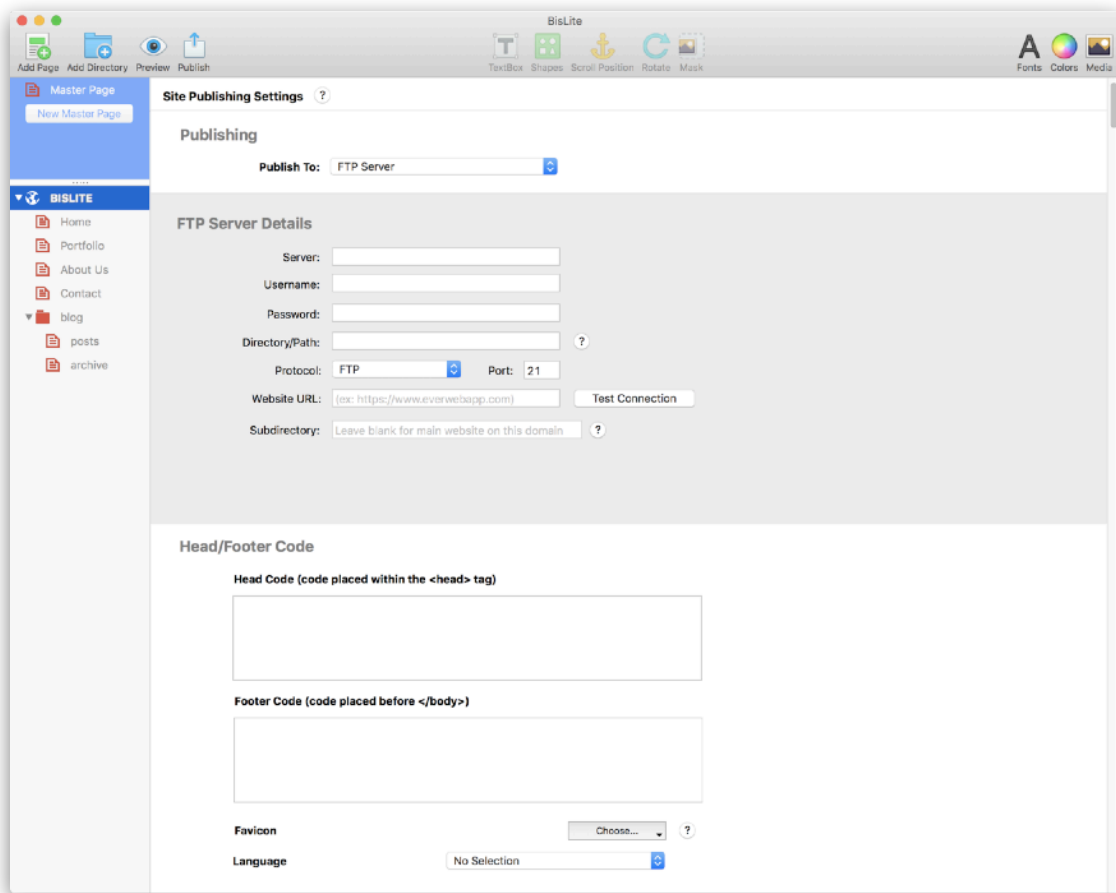 BisLite
Add Page Add Directory Preview Publish TextBox Shapes Scroll Position Rotate Mask Fonts Colors Media
Master Page
New Master Page
BISLITE
Home
Portfolio
About Us
Contact
blog
posts
archive
Site Publishing Settings ?
Publishing
Publish To: FTP Server
FTP Server Details
Server:
Username:
Password:
Directory/Path: ?
Protocol: FTP Port: 21
Website URL: (ex: https://www.everwebapp.com) Test Connection
Subdirectory: Leave blank for main website on this domain ?
Head/Footer Code
Head Code (code placed within the <head> tag)
Footer Code (code placed before </body>)
Favicon Choose... ?
Language No Selection